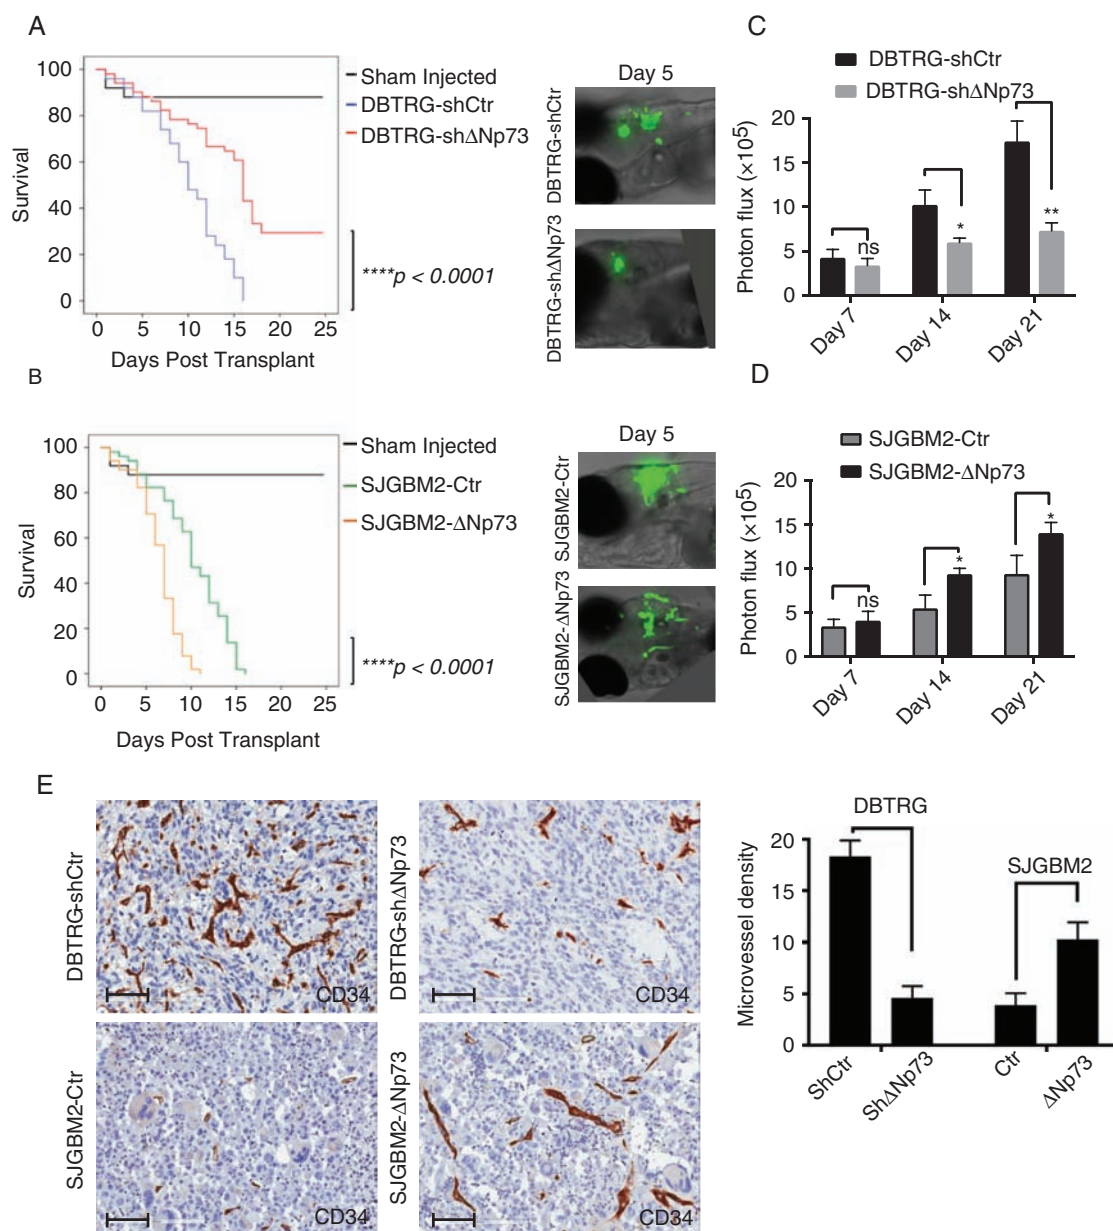 A
100
80
60
40
20
0
Survival
0 5 10 15 20 25
Days Post Transplant
Sham Injected
DBTRG-shCtr
DBTRG-shΔNp73
****p < 0.0001
Day 5
DBTRG-shCtr
DBTRG-shΔNp73
B
100
80
60
40
20
0
Survival
0 5 10 15 20 25
Days Post Transplant
Sham Injected
SJGBM2-Ctr
SJGBM2-ΔNp73
****p < 0.0001
Day 5
SJGBM2-Ctr
SJGBM2-ΔNp73
C
DBTRG-shCtr
DBTRG-shΔNp73
Photon flux (×10⁵)
20
15
10
5
0
ns
*
**
Day 7
Day 14
Day 21
D
SJGBM2-Ctr
SJGBM2-ΔNp73
Photon flux (×10⁵)
20
15
10
5
0
ns
*
*
Day 7
Day 14
Day 21
E
DBTRG-shCtr
CD34
DBTRG-shΔNp73
CD34
SJGBM2-Ctr
CD34
SJGBM2-ΔNp73
CD34
DBTRG
SJGBM2
Microvessel density
20
15
10
5
0
ShCtr
ShΔNp73
Ctr
ΔNp73